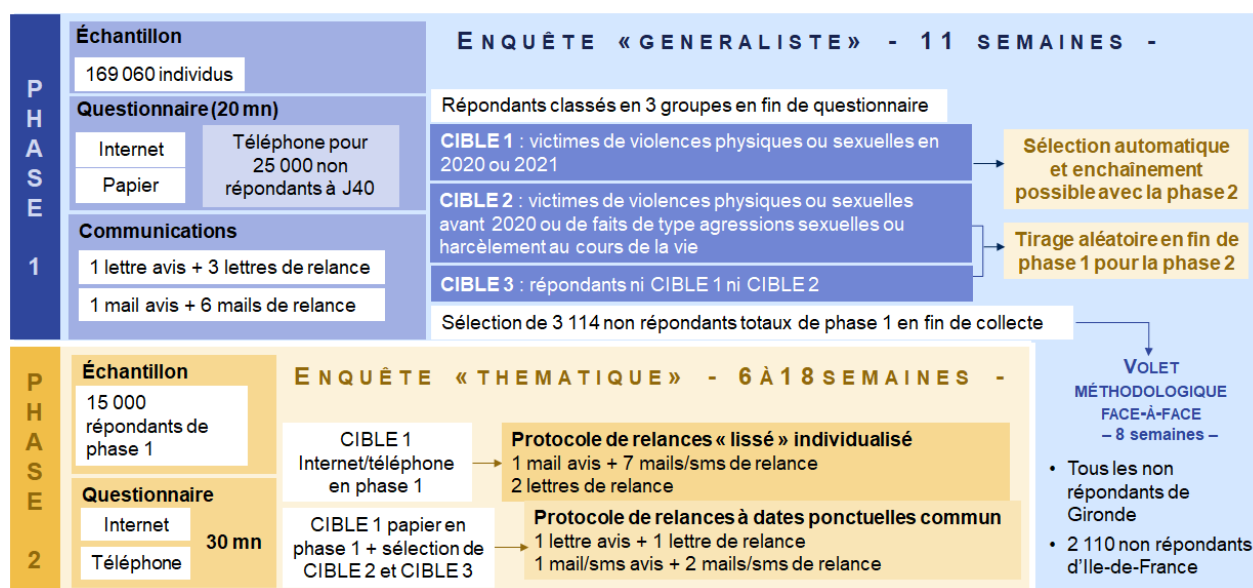 PHASE 1
Échantillon
169 060 individus
Questionnaire (20 mn)
Internet
Papier
Téléphone pour
25 000 non
répondants à J40
Communications
1 lettre avis + 3 lettres de relance
1 mail avis + 6 mails de relance
ENQUÊTE «GENERALISTE» - 11 SEMAINES -
Répondants classés en 3 groupes en fin de questionnaire
CIBLE 1 : victimes de violences physiques ou sexuelles en
2020 ou 2021
CIBLE 2 : victimes de violences physiques ou sexuelles
avant 2020 ou de faits de type agressions sexuelles ou
harcèlement au cours de la vie
CIBLE 3 : répondants ni CIBLE 1 ni CIBLE 2
Sélection de 3 114 non répondants totaux de phase 1 en fin de collecte
Sélection automatique
et enchaînement
possible avec la phase 2
Tirage aléatoire en fin de
phase 1 pour la phase 2
VOLET
MÉTHODOLOGIQUE
FACE-À-FACE
– 8 semaines –
• Tous les non
répondants de
Gironde
• 2 110 non répondants
d'Ile-de-France
PHASE 2
Échantillon
15 000
répondants de
phase 1
Questionnaire
Internet
Téléphone
30 mn
ENQUÊTE «THEMATIQUE» - 6 À 18 SEMAINES -
CIBLE 1
Internet/téléphone
en phase 1
Protocole de relances « lissé » individualisé
1 mail avis + 7 mails/sms de relance
2 lettres de relance
CIBLE 1 papier en
phase 1 + sélection de
CIBLE 2 et CIBLE 3
Protocole de relances à dates ponctuelles commun
1 lettre avis + 1 lettre de relance
1 mail/sms avis + 2 mails/sms de relance